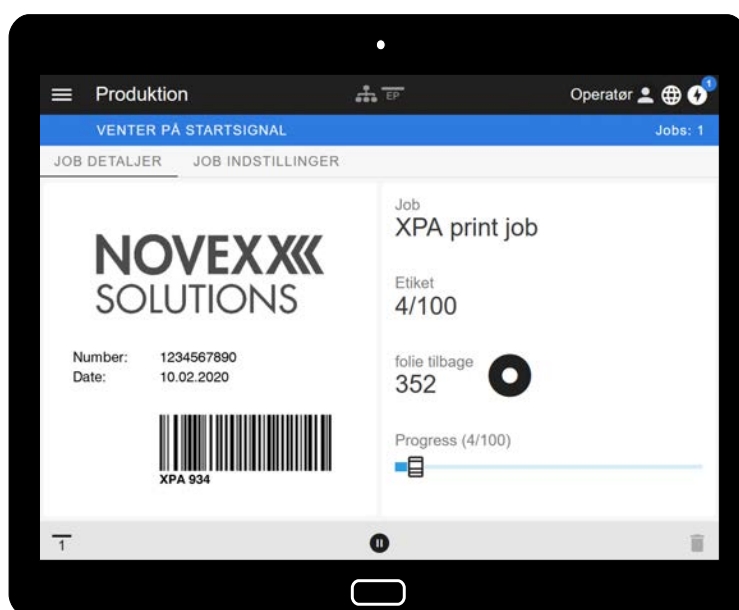 Produktion
EP
Operatør
1
VENTER PÅ STARTSIGNAL
Jobs: 1
JOB DETALJER
JOB INDSTILLINGER
NOVEXX
SOLUTIONS
Number: 1234567890
Date: 10.02.2020
XPA 934
Job
XPA print job
Etiket
4/100
folie tilbage
352
Progress (4/100)
1